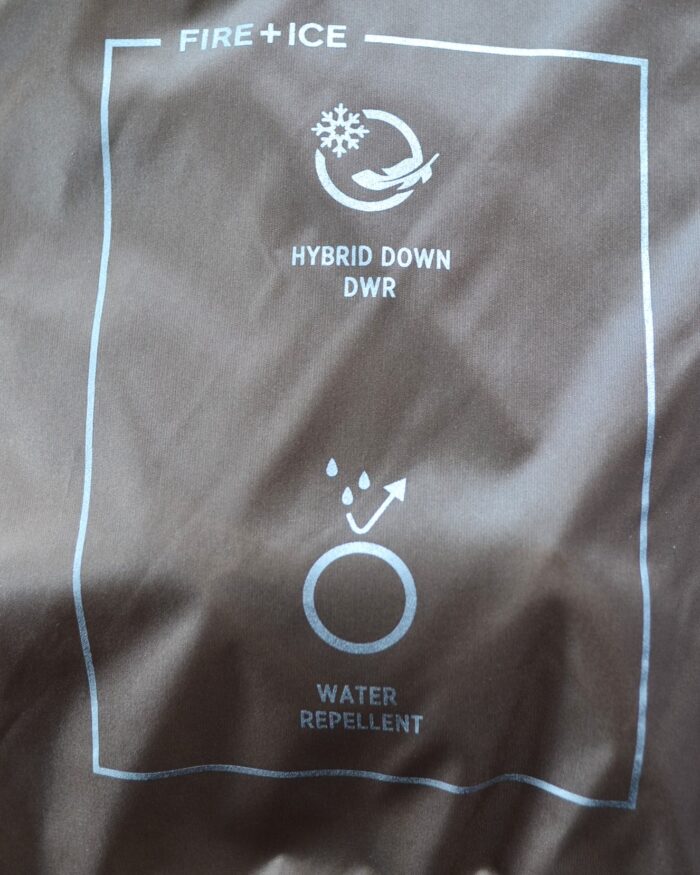 FIRE+ICE
HYBRID DOWN
DWR
WATER
REPELLENT